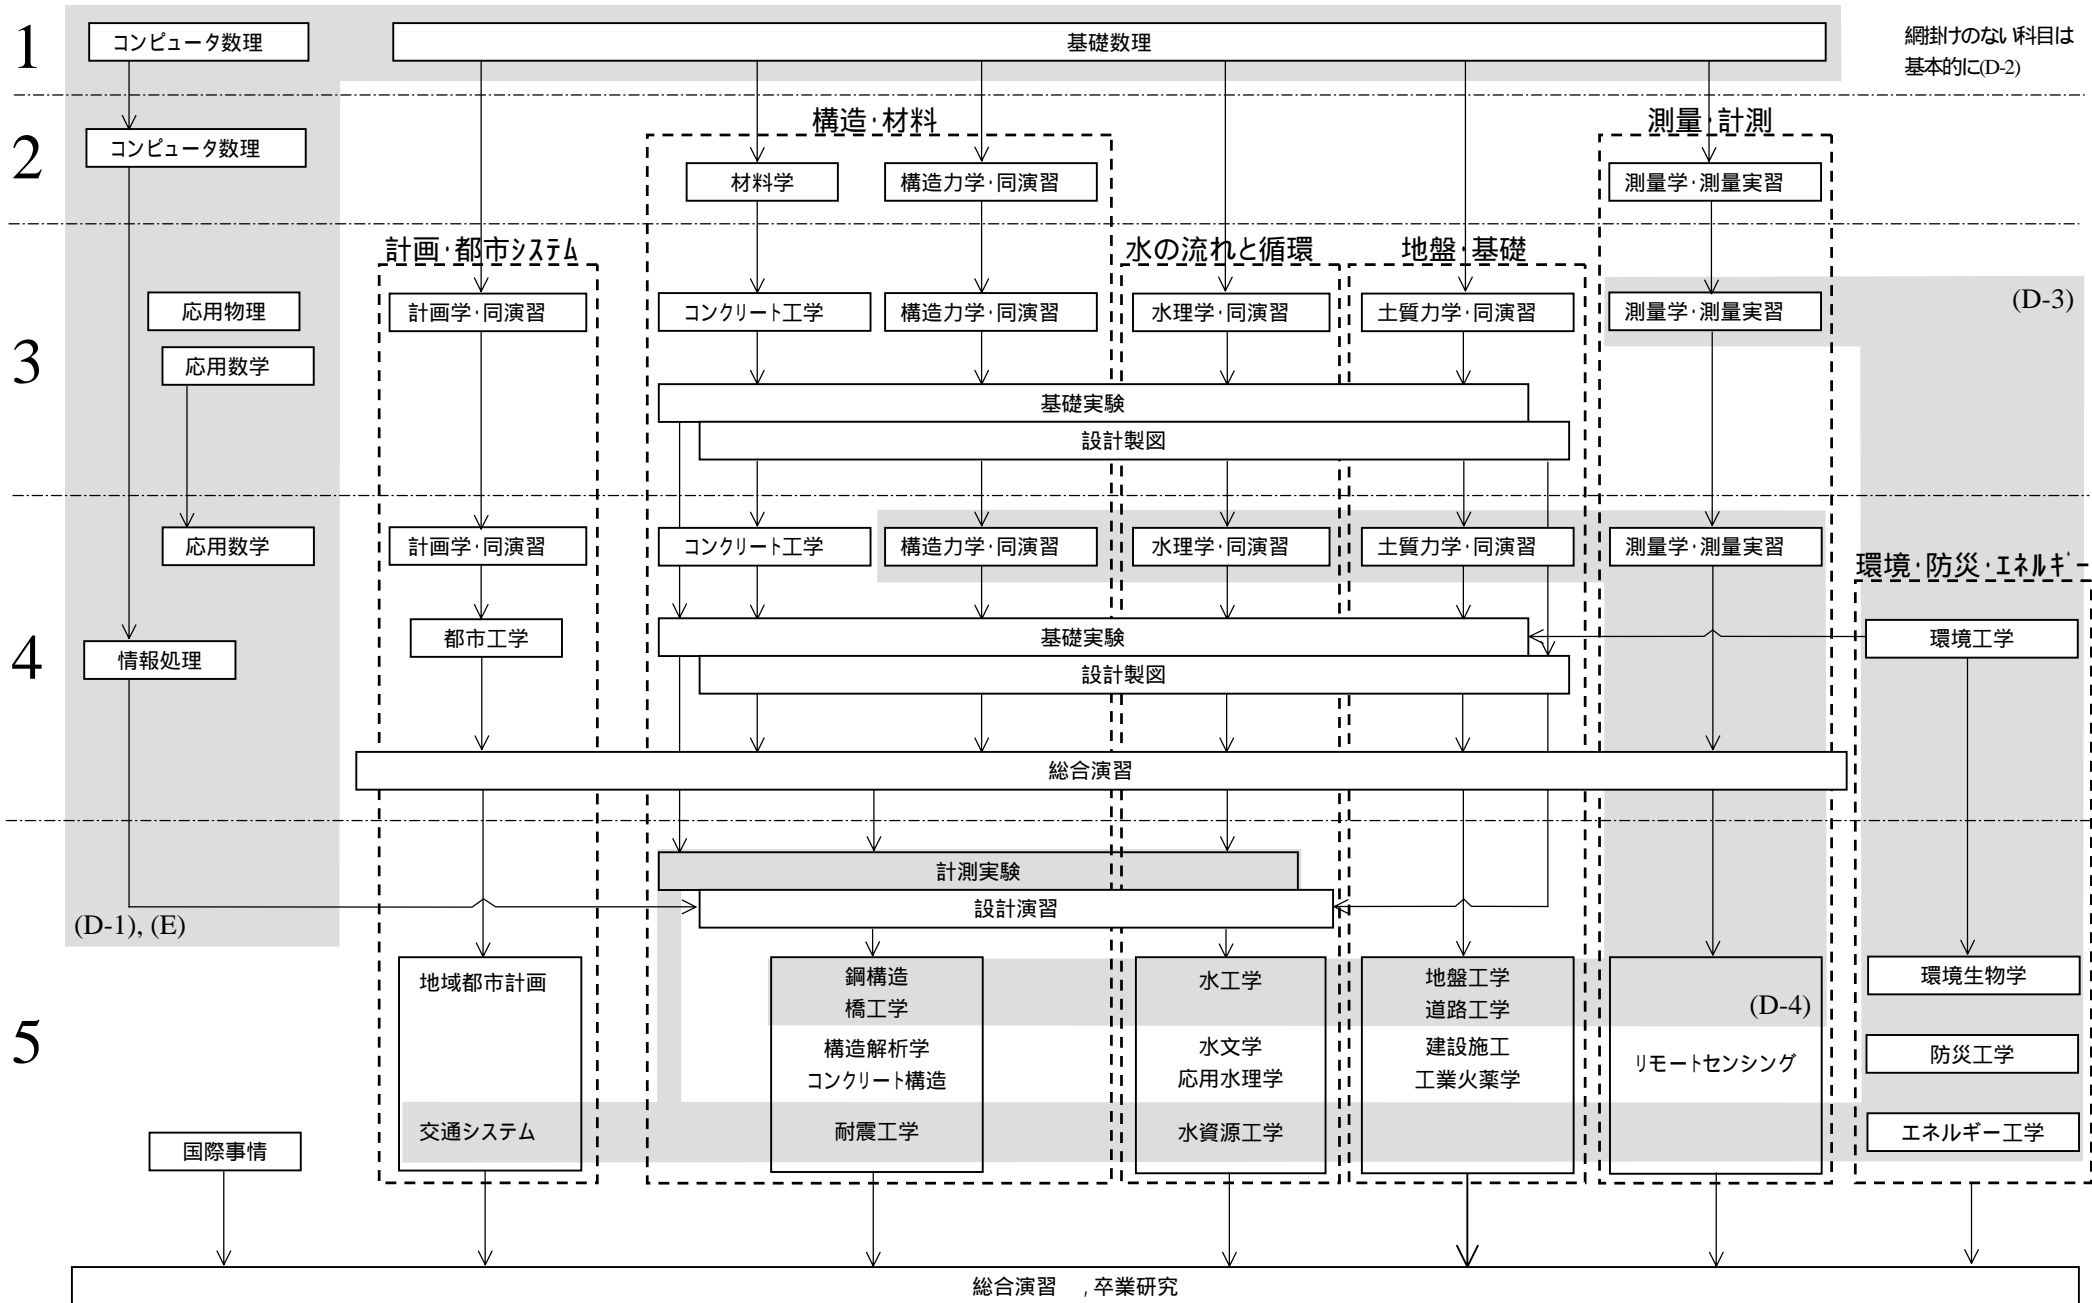 1
コンピュータ数理
基礎数理
網掛けのない科目は
基本的に(D-2)
2
構造・材料
測量・計測
コンピュータ数理
材料学
構造力学・同演習
測量学・測量実習
3
計画・都市システム
水の流れと循環
地盤・基礎
応用物理
計画学・同演習
コンクリート工学
構造力学・同演習
水理学・同演習
土質力学・同演習
測量学・測量実習
(D-3)
応用数学
基礎実験
設計製図
4
応用数学
計画学・同演習
コンクリート工学
構造力学・同演習
水理学・同演習
土質力学・同演習
測量学・測量実習
環境・防災・エネルギー
情報処理
都市工学
基礎実験
環境工学
設計製図
総合演習
5
計測実験
設計演習
(D-1), (E)
地域都市計画
交通システム
鋼構造
橋工学
構造解析学
コンクリート構造
耐震工学
水工学
水文学
応用水理学
水資源工学
地盤工学
道路工学
建設施工
工業火薬学
(D-4)
リモートセンシング
環境生物学
防災工学
エネルギー工学
国際事情
総合演習 , 卒業研究